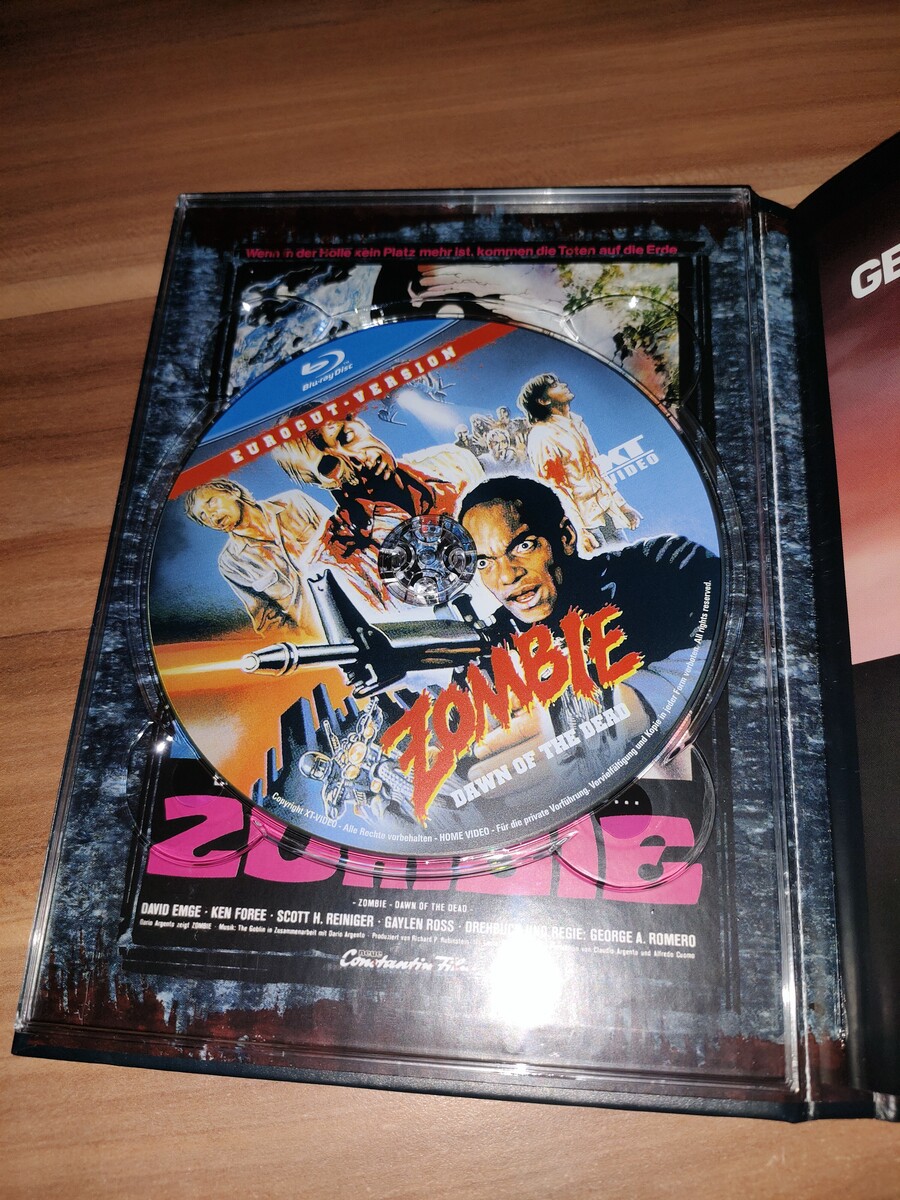 Wenn in der Hölle kein Platz mehr ist, kommen die Toten auf die Erde
GE
Blu-ray Disc
EUROCUT-VERSION
XT
VIDEO
ZOMBIE
DAWN OF THE DEAD
Copyright XT-VIDEO - Alle Rechte vorbehalten - HOME VIDEO - Für die private Vorführung. Vervielfältigung und Kopie in jeder Form verboten. All rights reserved.
ZOMBIE
- ZOMBIE - DAWN OF THE DEAD -
DAVID EMGE · KEN FOREE · SCOTT H. REINIGER · GAYLEN ROSS · DREHBUCH UND REGIE: GEORGE A. ROMERO
Dario Argento zeigt ZOMBIE · Musik: The Goblin in Zusammenarbeit mit Dario Argento · Produziert von Richard P. Rubinstein von Claudio Argento und Alfredo Cuomo
neue
Constantin Fil